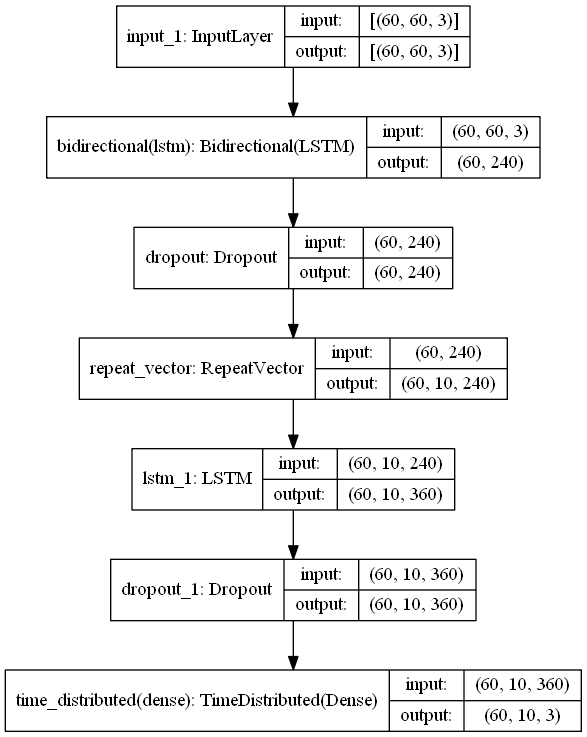 input_1: InputLayer
input: [(60, 60, 3)]
output: [(60, 60, 3)]
bidirectional(lstm): Bidirectional(LSTM)
input: (60, 60, 3)
output: (60, 240)
dropout: Dropout
input: (60, 240)
output: (60, 240)
repeat_vector: RepeatVector
input: (60, 240)
output: (60, 10, 240)
lstm_1: LSTM
input: (60, 10, 240)
output: (60, 10, 360)
dropout_1: Dropout
input: (60, 10, 360)
output: (60, 10, 360)
time_distributed(dense): TimeDistributed(Dense)
input: (60, 10, 360)
output: (60, 10, 3)